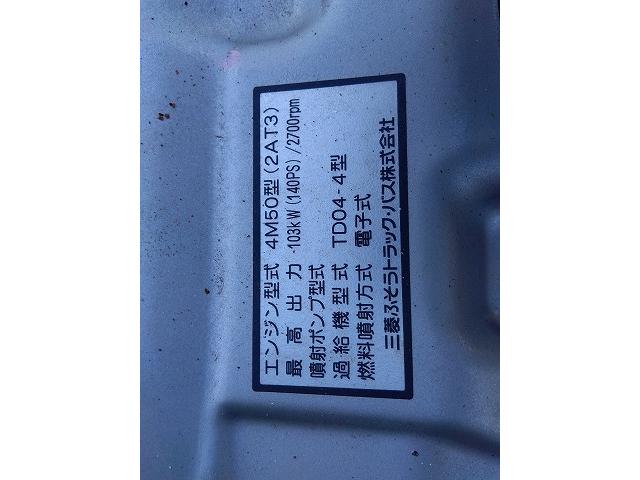 エンジン型式 4M50型(2AT3)
最高出力 103kW(140PS)/2700rpm
噴射ポンプ型式
過給機型式 TD04-4型
燃料噴射方式 電子式
三菱ふそうトラック・バス株式会社